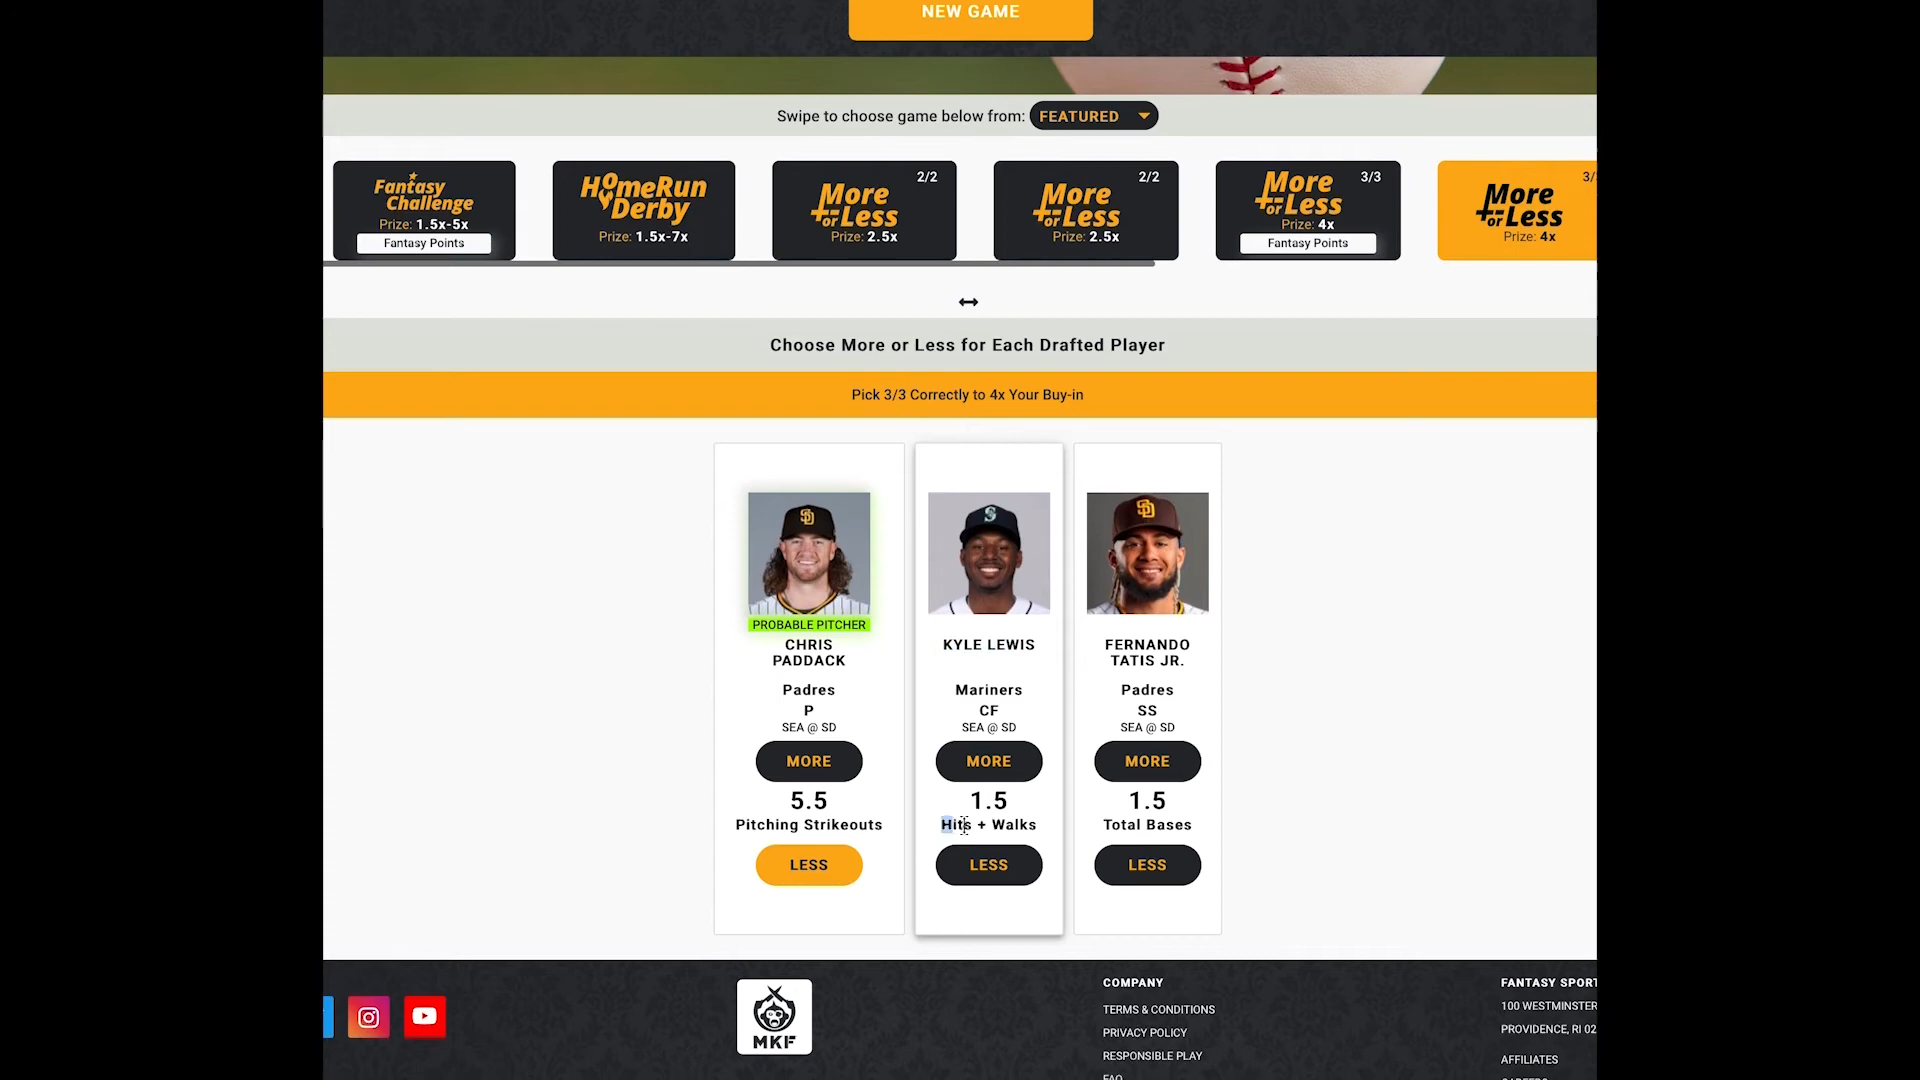 NEW GAME
Swipe to choose game below from: FEATURED
Fantasy Challenge
Prize: 1.5x-5x
Fantasy Points
HomeRun Derby
Prize: 1.5x-7x
2/2
More or Less
Prize: 2.5x
2/2
More or Less
Prize: 2.5x
3/3
More or Less
Prize: 4x
Fantasy Points
3/
More or Less
Prize: 4x
Choose More or Less for Each Drafted Player
Pick 3/3 Correctly to 4x Your Buy-in
PROBABLE PITCHER
CHRIS
PADDACK
Padres
P
SEA @ SD
MORE
5.5
Pitching Strikeouts
LESS
KYLE LEWIS
Mariners
CF
SEA @ SD
MORE
1.5
Hits + Walks
LESS
FERNANDO
TATIS JR.
Padres
SS
SEA @ SD
MORE
1.5
Total Bases
LESS
MKF
COMPANY
TERMS & CONDITIONS
PRIVACY POLICY
RESPONSIBLE PLAY
FAQ
FANTASY SPORT
100 WESTMINSTER
PROVIDENCE, RI 02
AFFILIATES